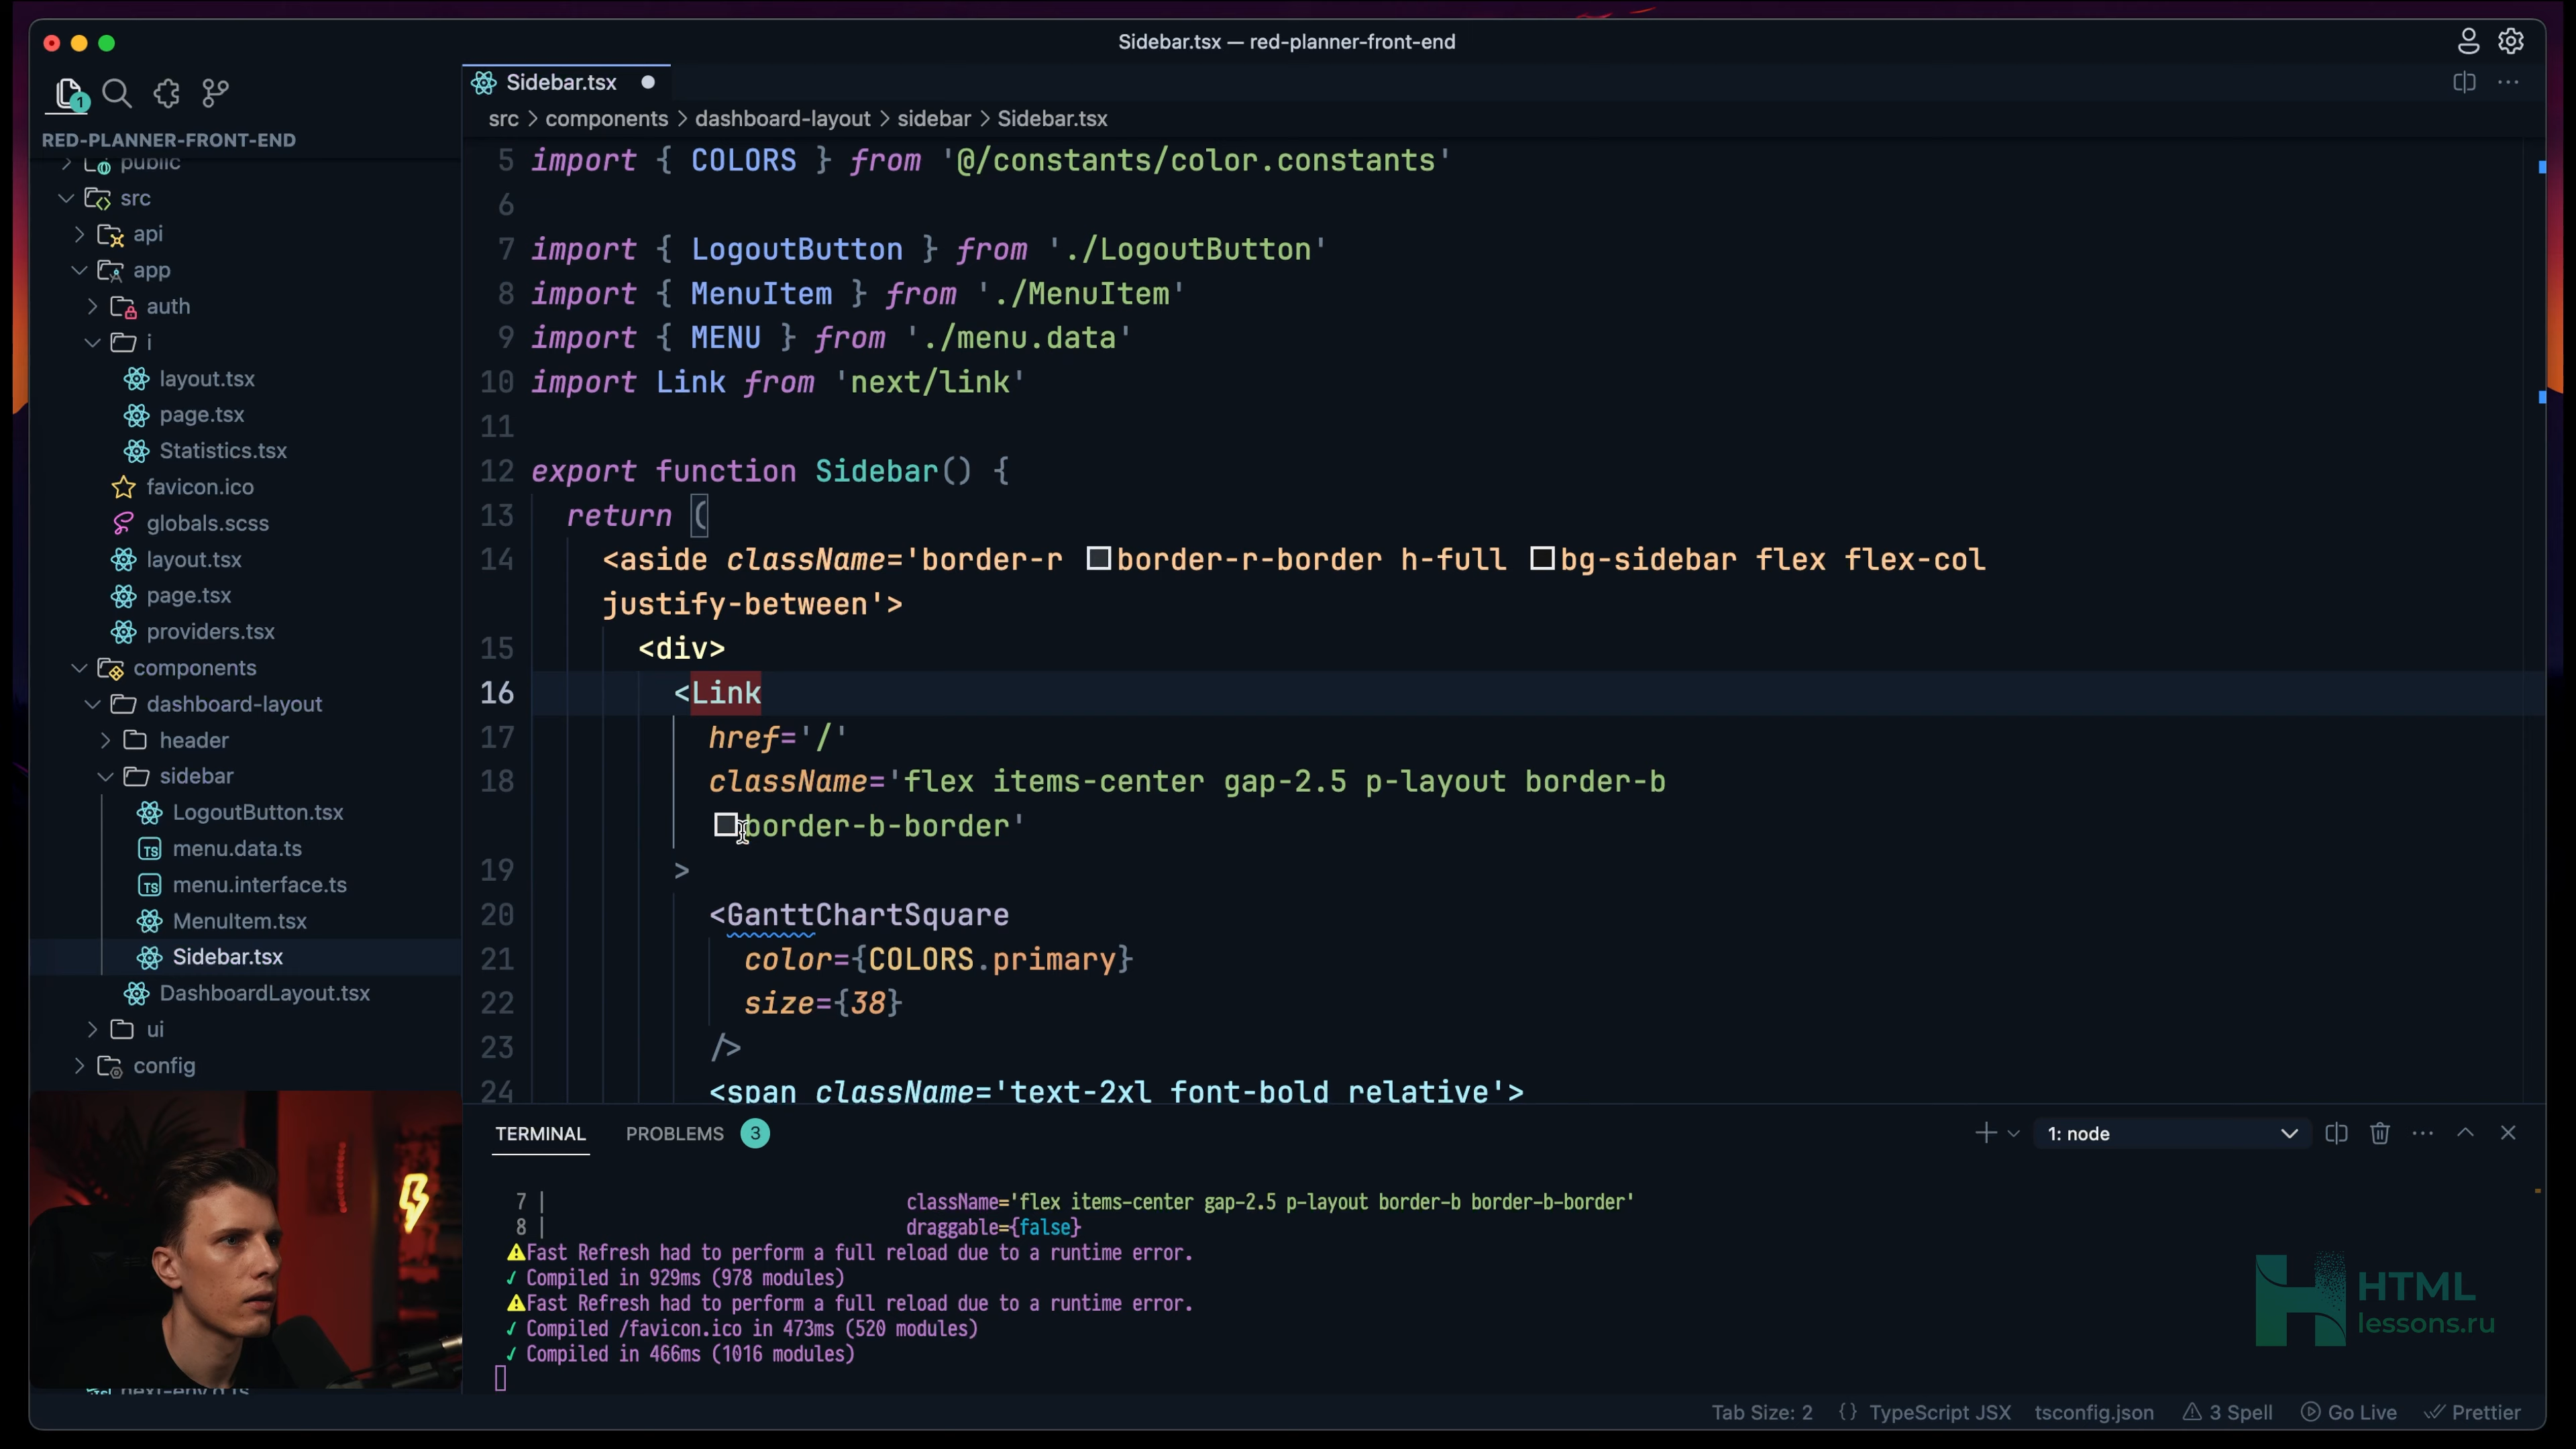 Sidebar.tsx — red-planner-front-end
1
RED-PLANNER-FRONT-END
public
src
api
app
auth
i
layout.tsx
page.tsx
Statistics.tsx
favicon.ico
globals.scss
layout.tsx
page.tsx
providers.tsx
components
dashboard-layout
header
sidebar
LogoutButton.tsx
TS menu.data.ts
TS menu.interface.ts
MenuItem.tsx
Sidebar.tsx
DashboardLayout.tsx
ui
config
Sidebar.tsx
src > components > dashboard-layout > sidebar > Sidebar.tsx
5 import { COLORS } from '@/constants/color.constants'
6
7 import { LogoutButton } from './LogoutButton'
8 import { MenuItem } from './MenuItem'
9 import { MENU } from './menu.data'
10 import Link from 'next/link'
11
12 export function Sidebar() {
13 return (
14 <aside className='border-r border-r-border h-full bg-sidebar flex flex-col
justify-between'>
15 <div>
16 <Link
17 href='/'
18 className='flex items-center gap-2.5 p-layout border-b
border-b-border'
19 >
20 <GanttChartSquare
21 color={COLORS.primary}
22 size={38}
23 />
24 <span className='text-2xl font-bold relative'>
TERMINAL PROBLEMS 3
1: node
7 | className='flex items-center gap-2.5 p-layout border-b border-b-border'
8 | draggable={false}
⚠Fast Refresh had to perform a full reload due to a runtime error.
✓ Compiled in 929ms (978 modules)
⚠Fast Refresh had to perform a full reload due to a runtime error.
✓ Compiled /favicon.ico in 473ms (520 modules)
✓ Compiled in 466ms (1016 modules)
HTML
lessons.ru
Tab Size: 2 {} TypeScript JSX tsconfig.json 3 Spell Go Live Prettier